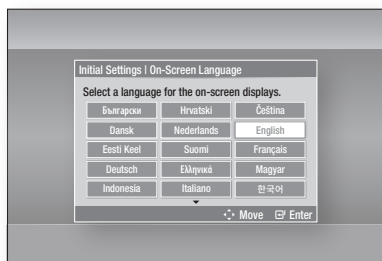 Initial Settings | On-Screen Language
Select a language for the on-screen displays.
Български Hrvatski Čeština
Dansk Nederlands English
Eesti Keel Suomi Français
Deutsch Ελληνικά Magyar
Indonesia Italiano 한국어
Move Enter